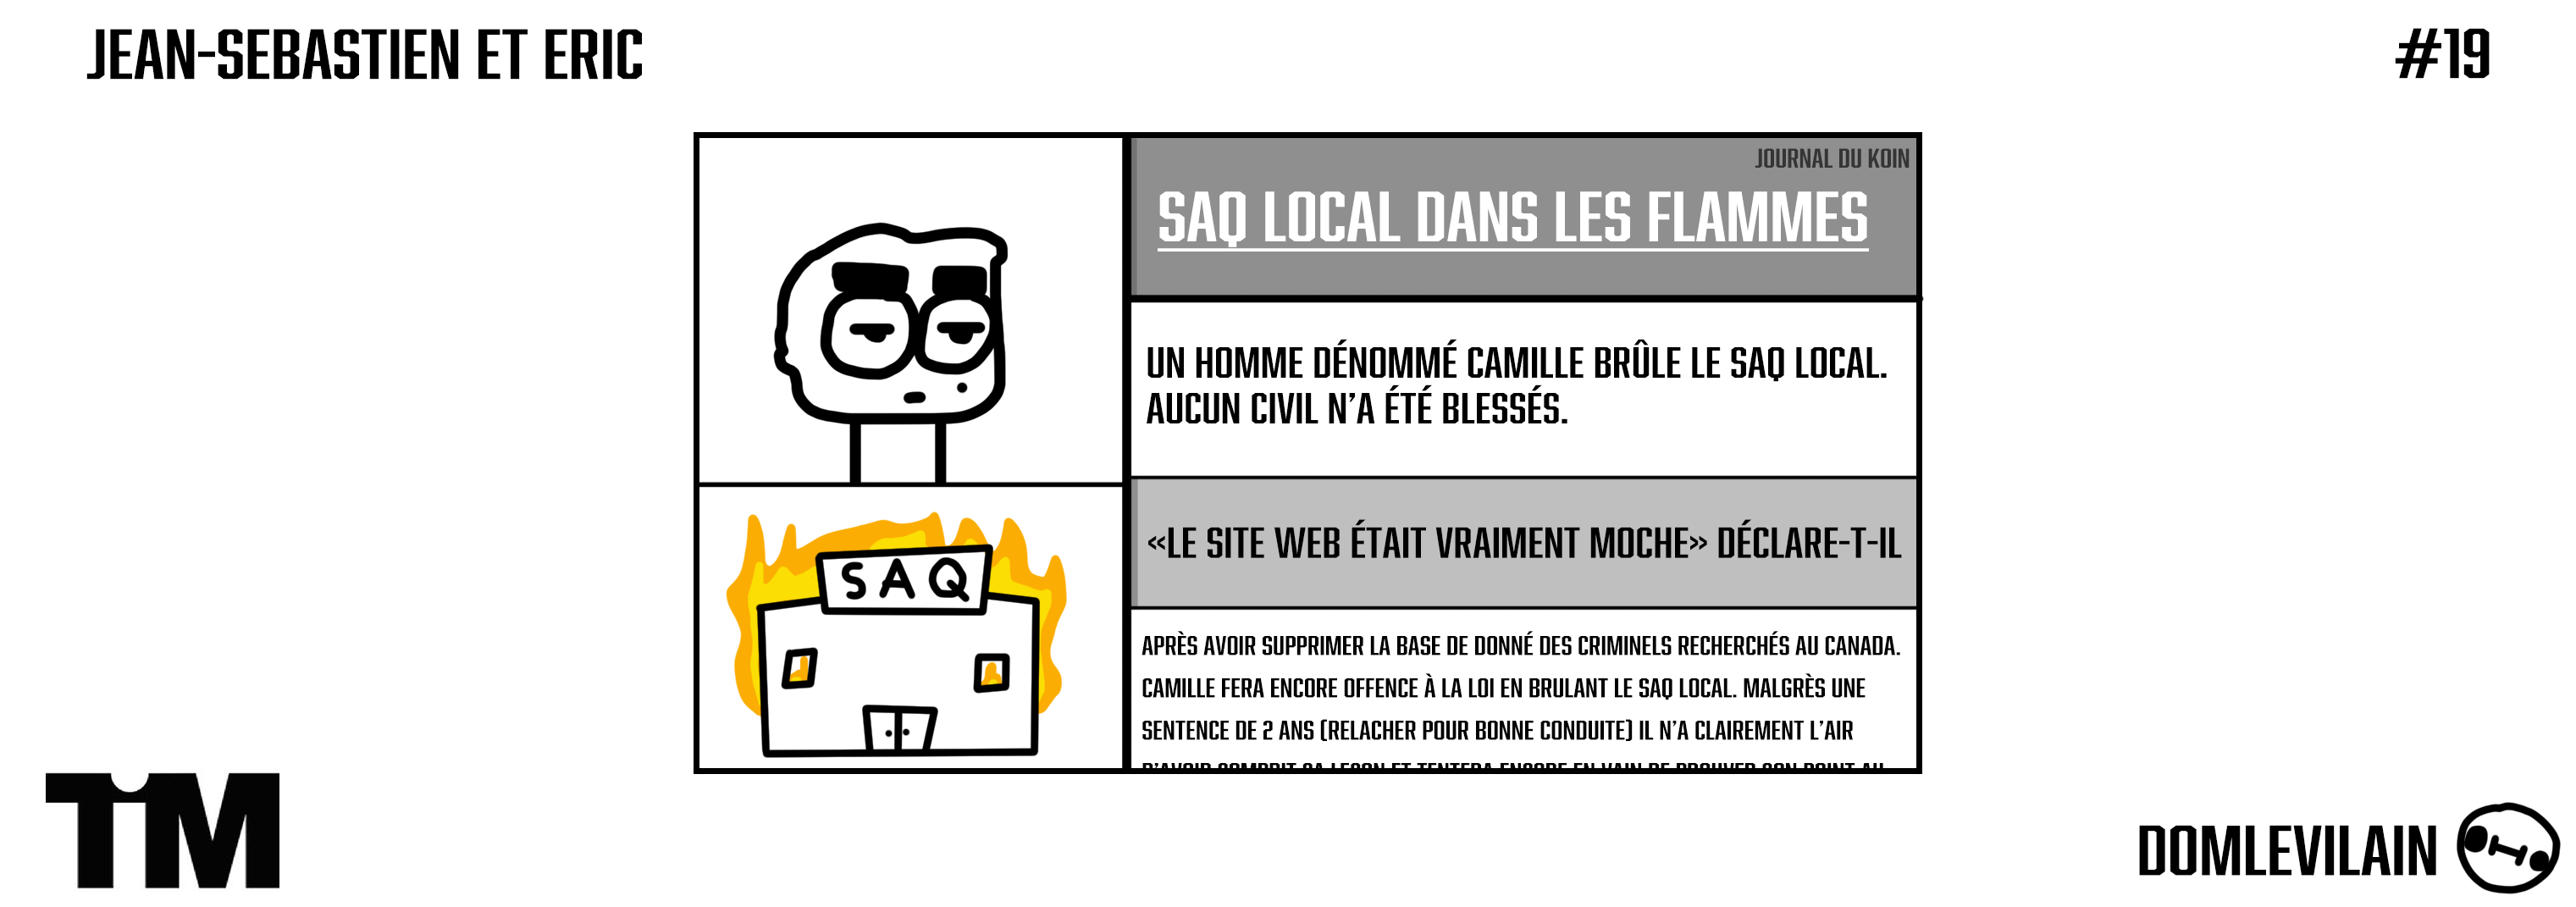 JEAN-SEBASTIEN ET ERIC
#19
JOURNAL DU KOIN
SAQ LOCAL DANS LES FLAMMES
UN HOMME DÉNOMMÉ CAMILLE BRÛLE LE SAQ LOCAL.
AUCUN CIVIL N’A ÉTÉ BLESSÉS.
«LE SITE WEB ÉTAIT VRAIMENT MOCHE» DÉCLARE-T-IL
SAQ
APRÈS AVOIR SUPPRIMER LA BASE DE DONNÉ DES CRIMINELS RECHERCHÉS AU CANADA.
CAMILLE FERA ENCORE OFFENCE À LA LOI EN BRULANT LE SAQ LOCAL. MALGRÈS UNE
SENTENCE DE 2 ANS (RELACHER POUR BONNE CONDUITE) IL N’A CLAIREMENT L’AIR
TIM
DOMLEVILAIN